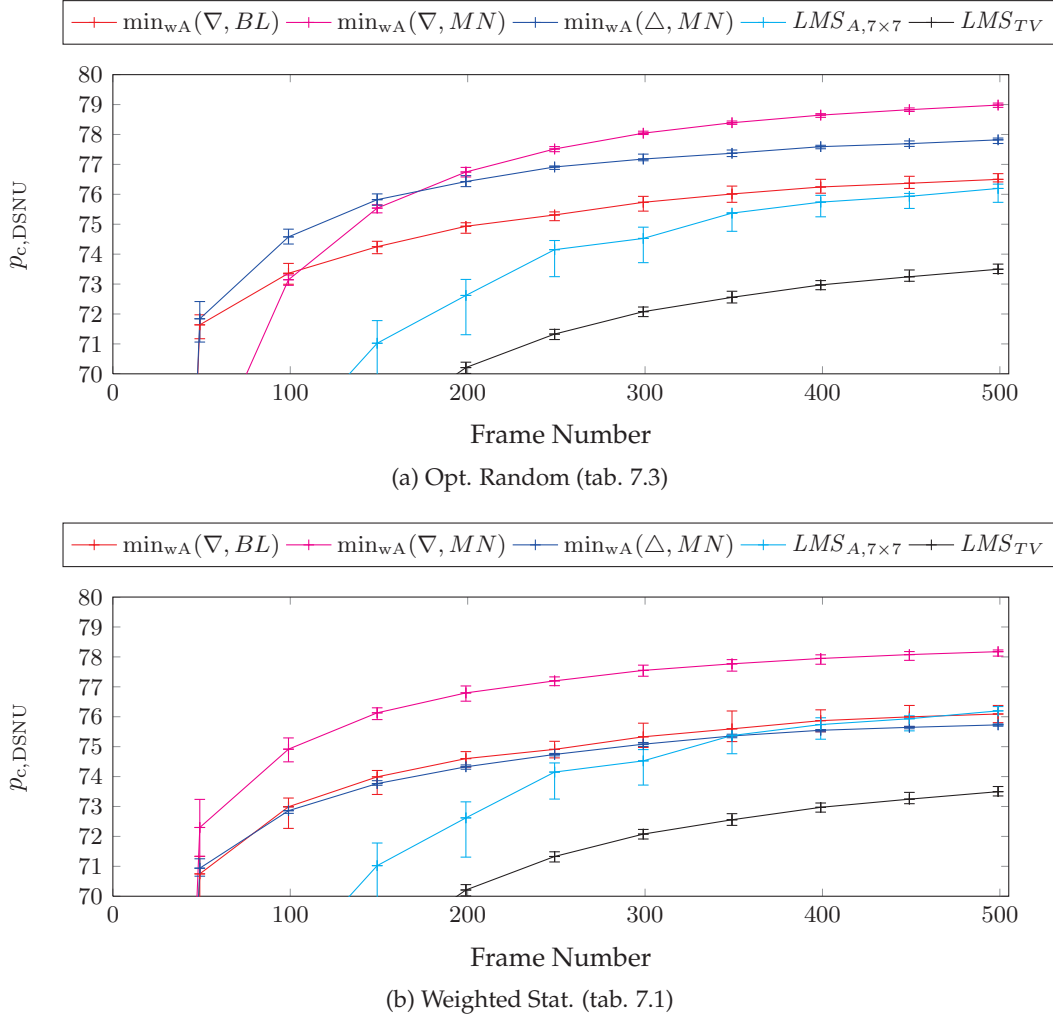 min_wA(∇, BL) min_wA(∇, MN) min_wA(△, MN) LMS_A,7×7 LMS_TV
80
79
78
77
76
75
74
73
72
71
70
p_c,DSNU
0 100 200 300 400 500
Frame Number
(a) Opt. Random (tab. 7.3)
min_wA(∇, BL) min_wA(∇, MN) min_wA(△, MN) LMS_A,7×7 LMS_TV
80
79
78
77
76
75
74
73
72
71
70
p_c,DSNU
0 100 200 300 400 500
Frame Number
(b) Weighted Stat. (tab. 7.1)